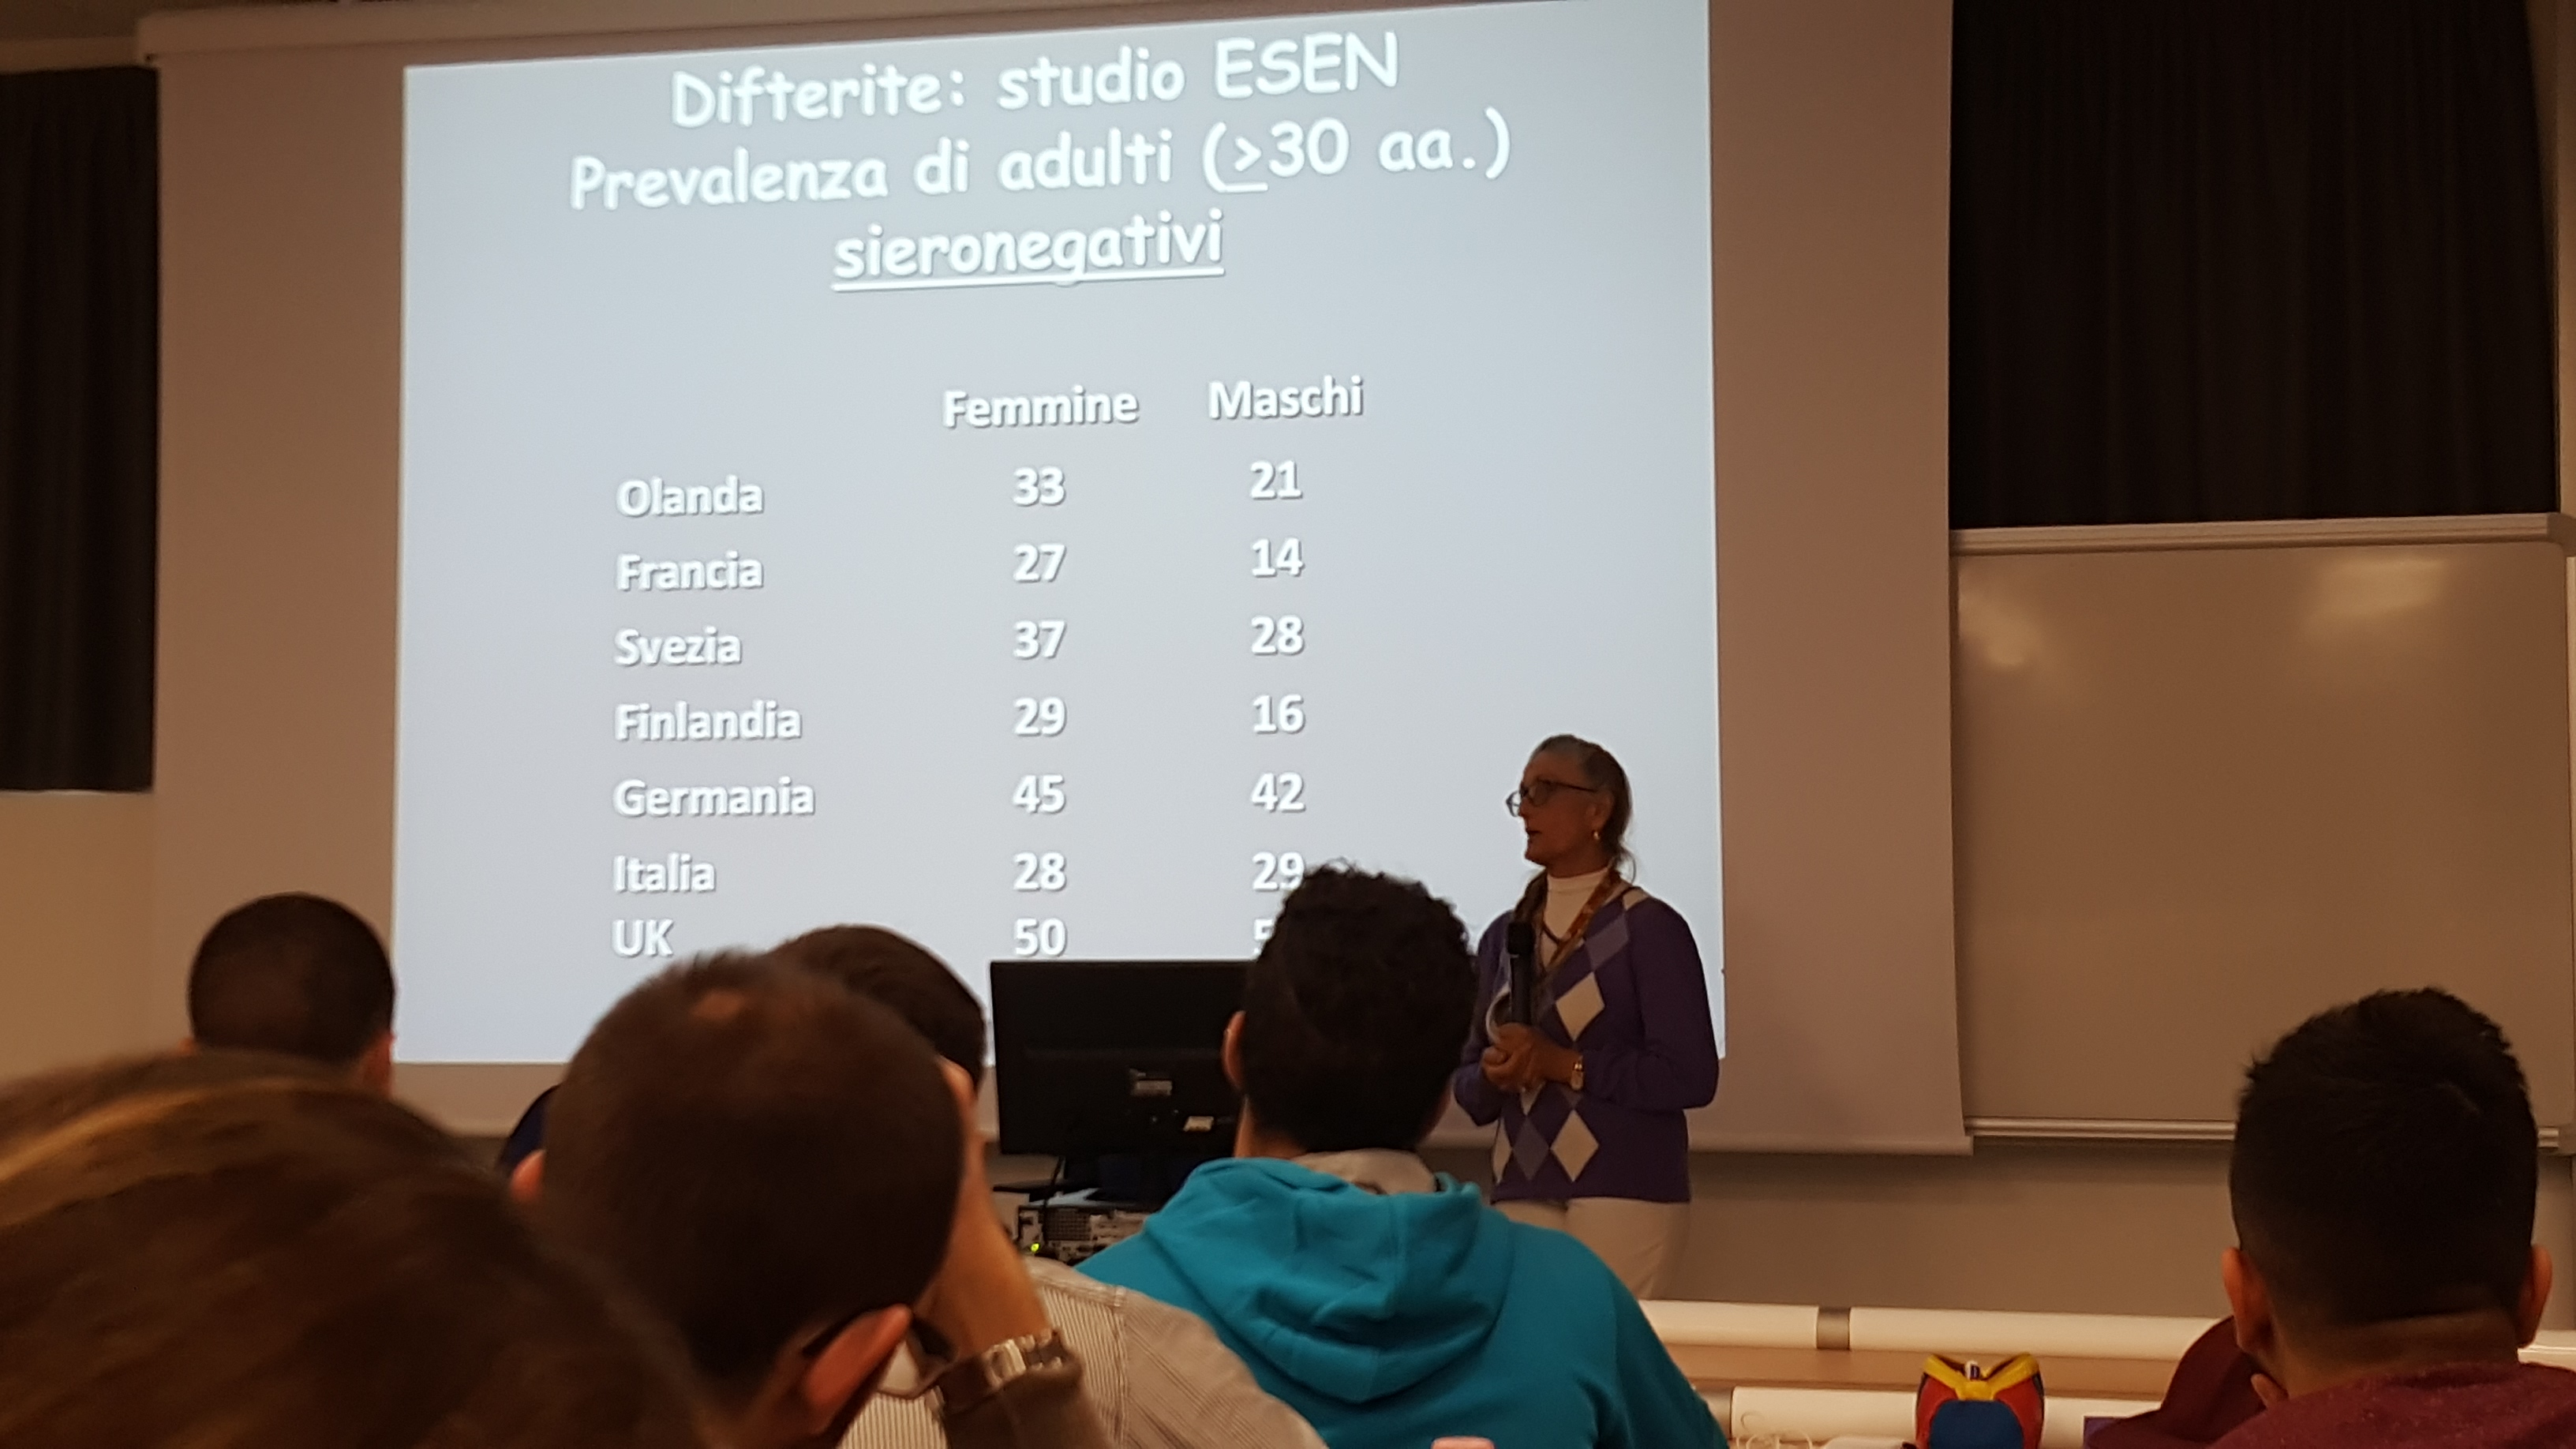 Difterite: studio ESEN
Prevalenza di adulti (≥30 aa.)
sieronegativi
Femmine Maschi
Olanda 33 21
Francia 27 14
Svezia 37 28
Finlandia 29 16
Germania 45 42
Italia 28 29
UK 50